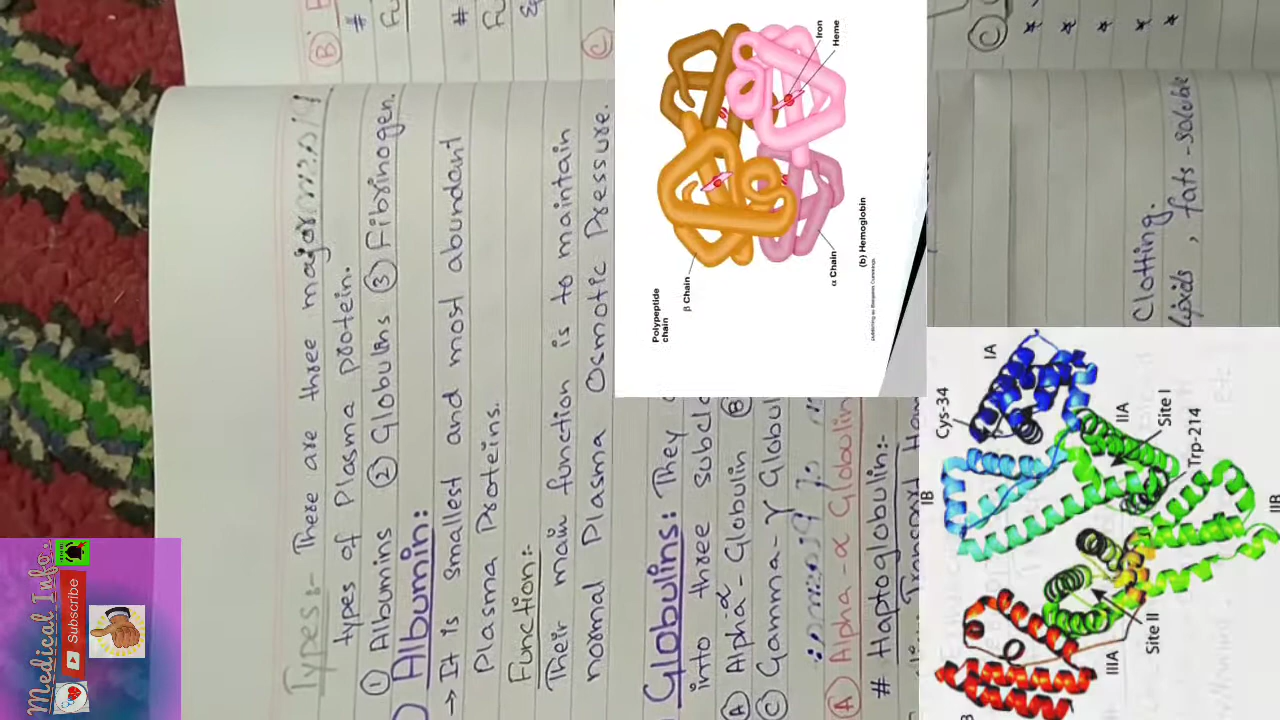 Types:- There are three major
types of Plasma protein.
① Albumins ② Globulins ③ Fibrinogen.
Albumin:
→ It is smallest and most abundant
Plasma Proteins.
Function:-
Their main function is to maintain
normal Plasma Osmotic Pressure.
Globulins: They
into three
Ⓐ Alpha-α-Globulin Ⓑ
Ⓒ Gamma-γ Globul
Ⓐ Alpha-α Globulin
# Haptoglobulin:-
Ⓑ
#
#
Ⓒ
Polypeptide
chain
β Chain
α Chain
Iron
Heme
(b) Hemoglobin
Ⓒ
Clotting.
lipids, fats-soluble
IA
Cys-34
IB
IIA
Site I
Trp-214
IIB
Site II
IIIA
Medical Info.
Subscribe